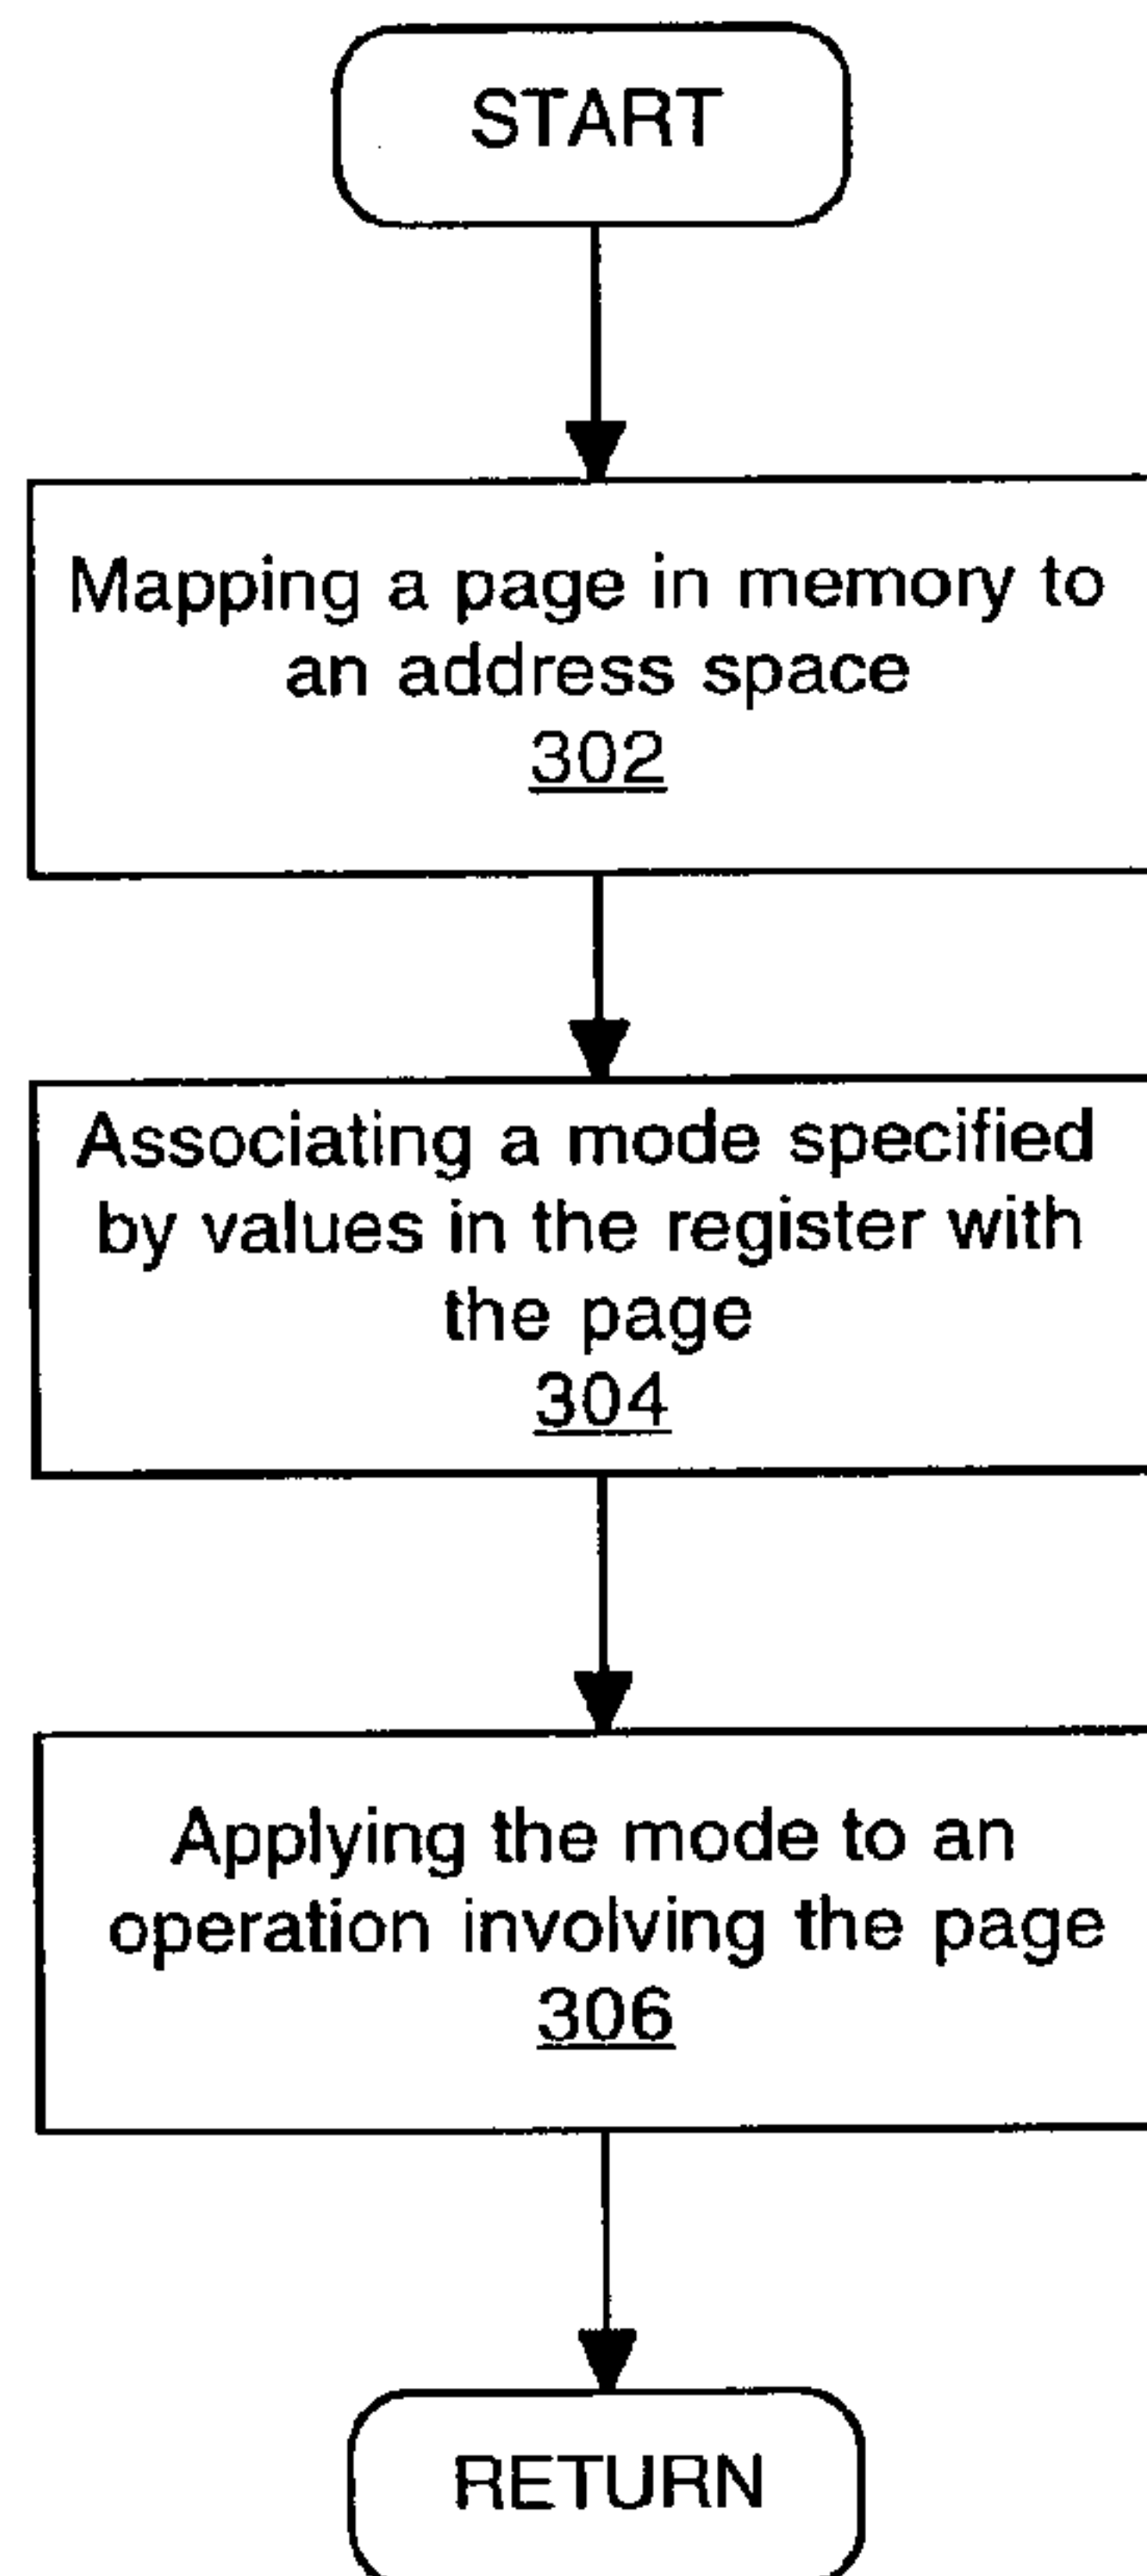 START
Mapping a page in memory to
an address space
302
Associating a mode specified
by values in the register with
the page
304
Applying the mode to an
operation involving the page
306
RETURN